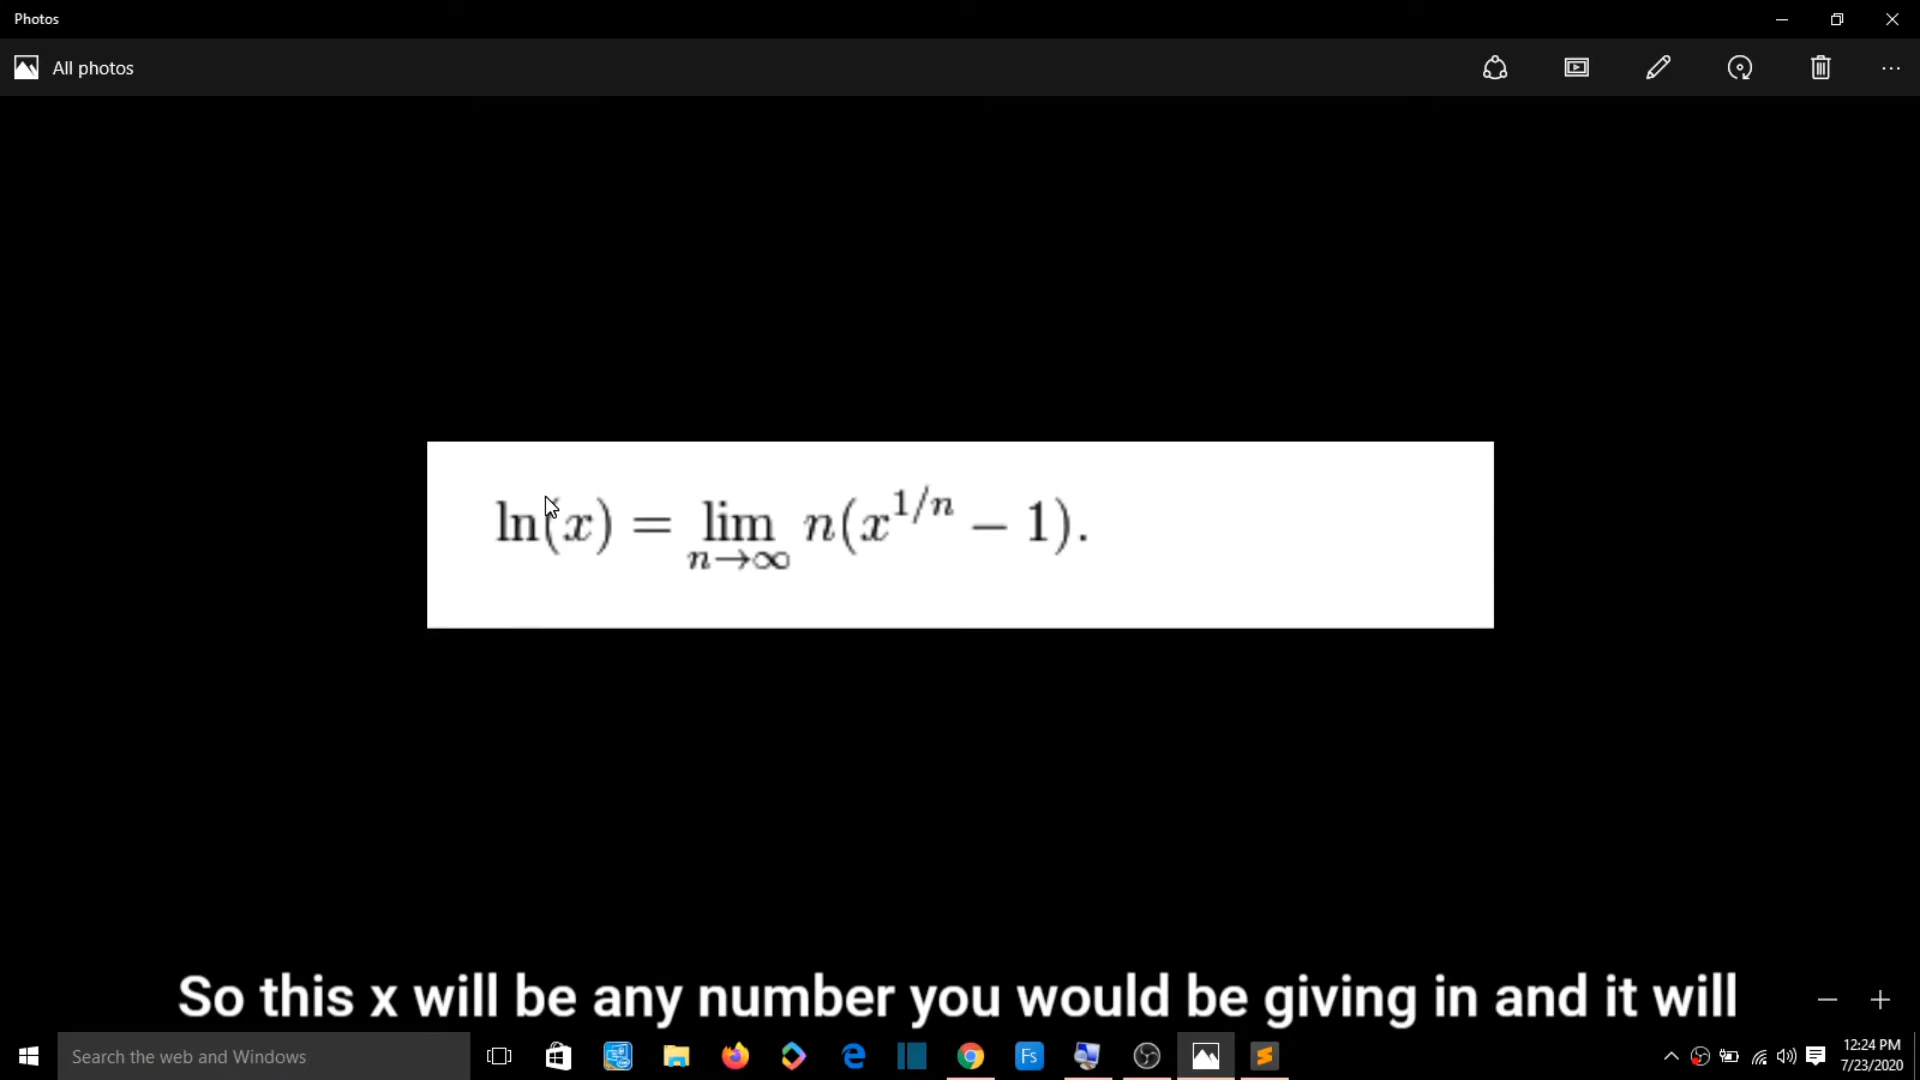 Photos
All photos
ln(x) = lim n→∞ n(x^{1/n} − 1).
So this x will be any number you would be giving in and it will
Search the web and Windows
Fs
12:24 PM
7/23/2020